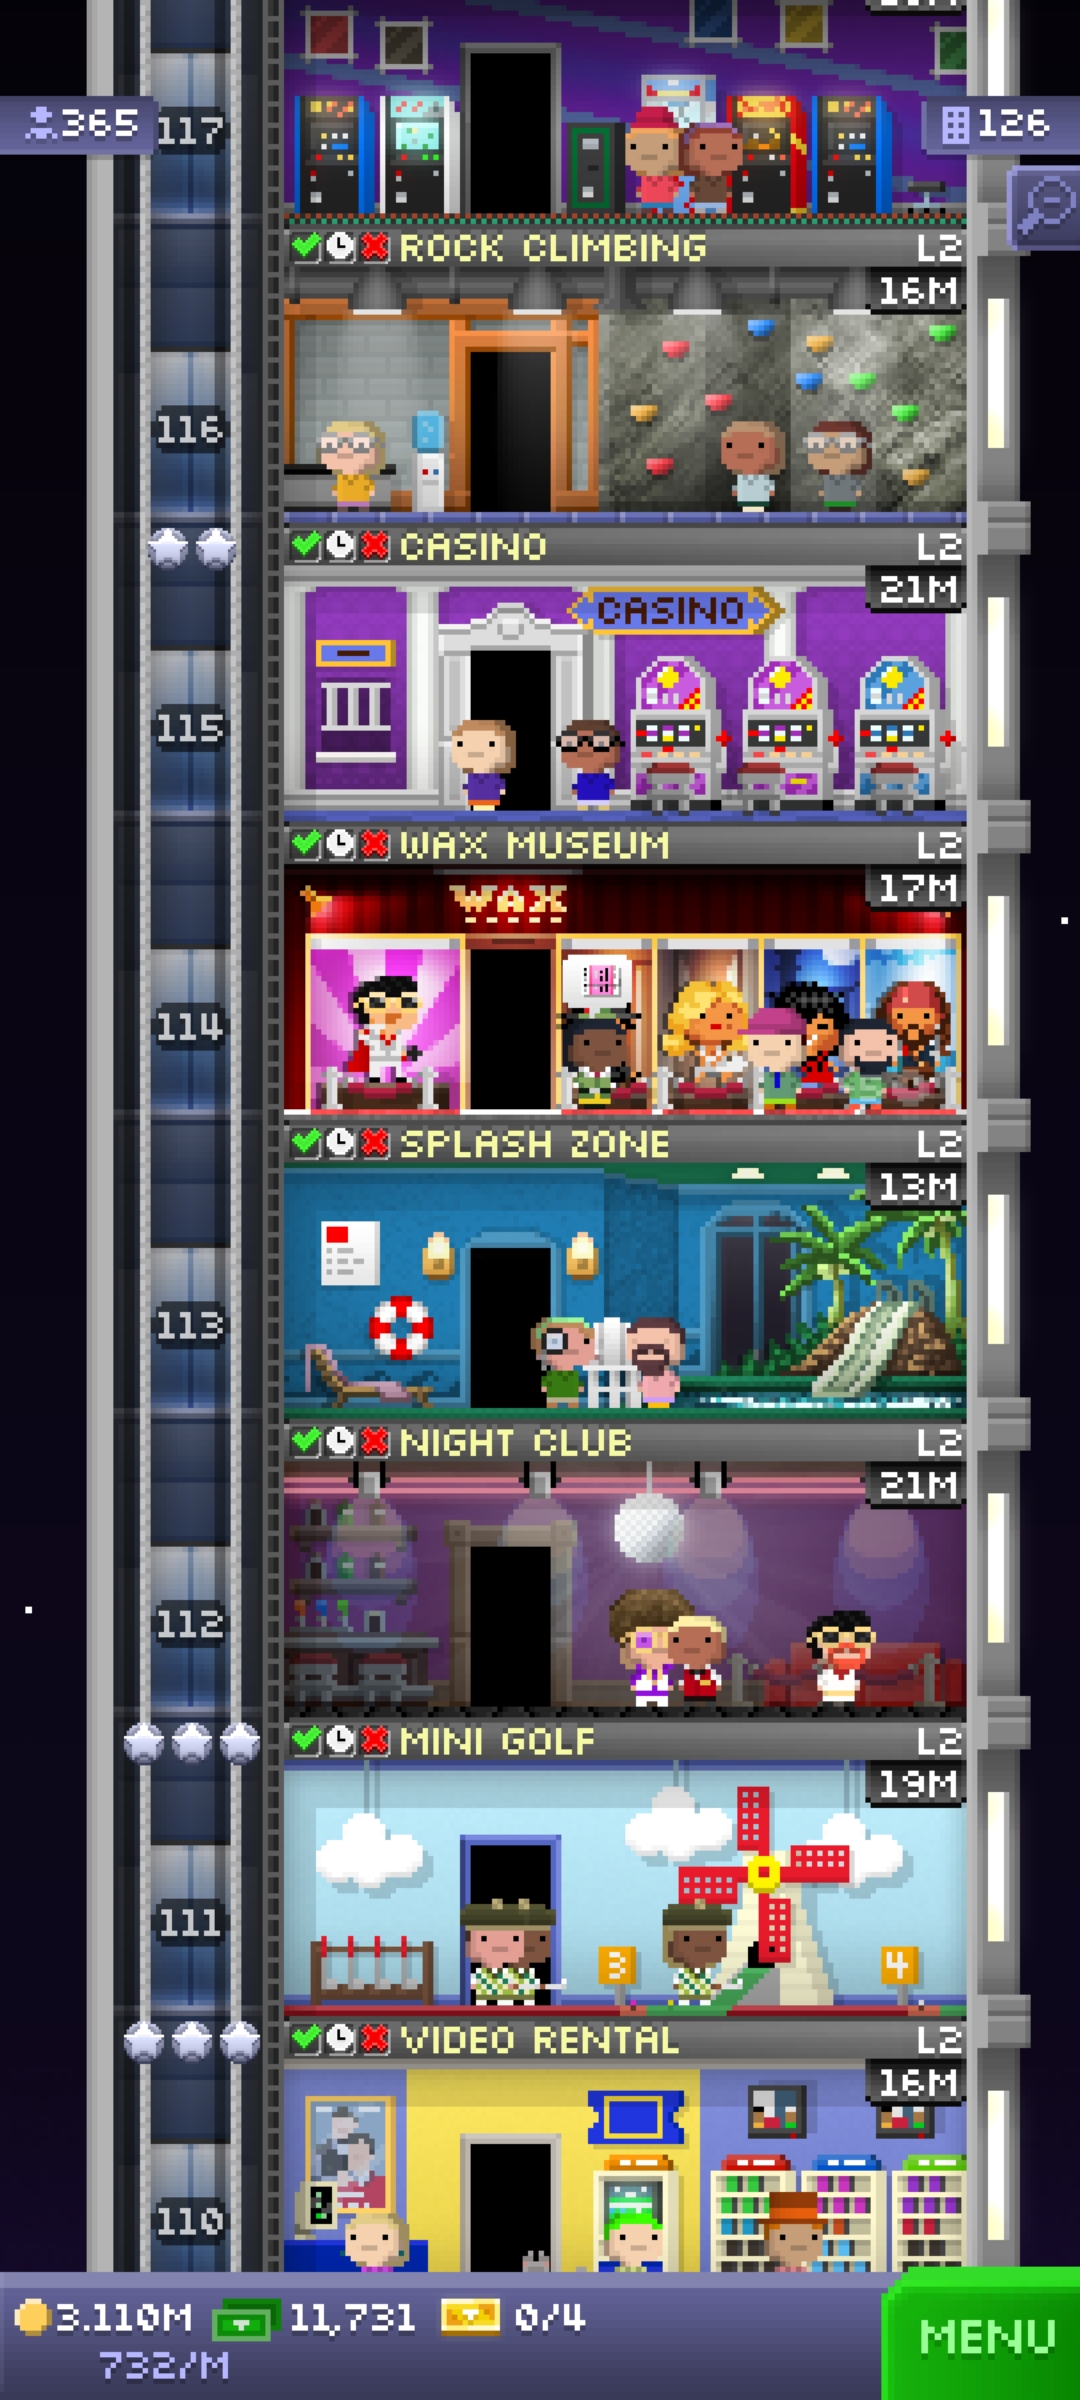 365
117
126
ROCK CLIMBING L2
16M
116
CASINO L2
21M
CASINO
115
WAX MUSEUM L2
17M
WAX
114
SPLASH ZONE L2
13M
113
NIGHT CLUB L2
21M
112
MINI GOLF L2
19M
111
3
4
VIDEO RENTAL L2
16M
110
3.110M 11,731 0/4
732/M
MENU